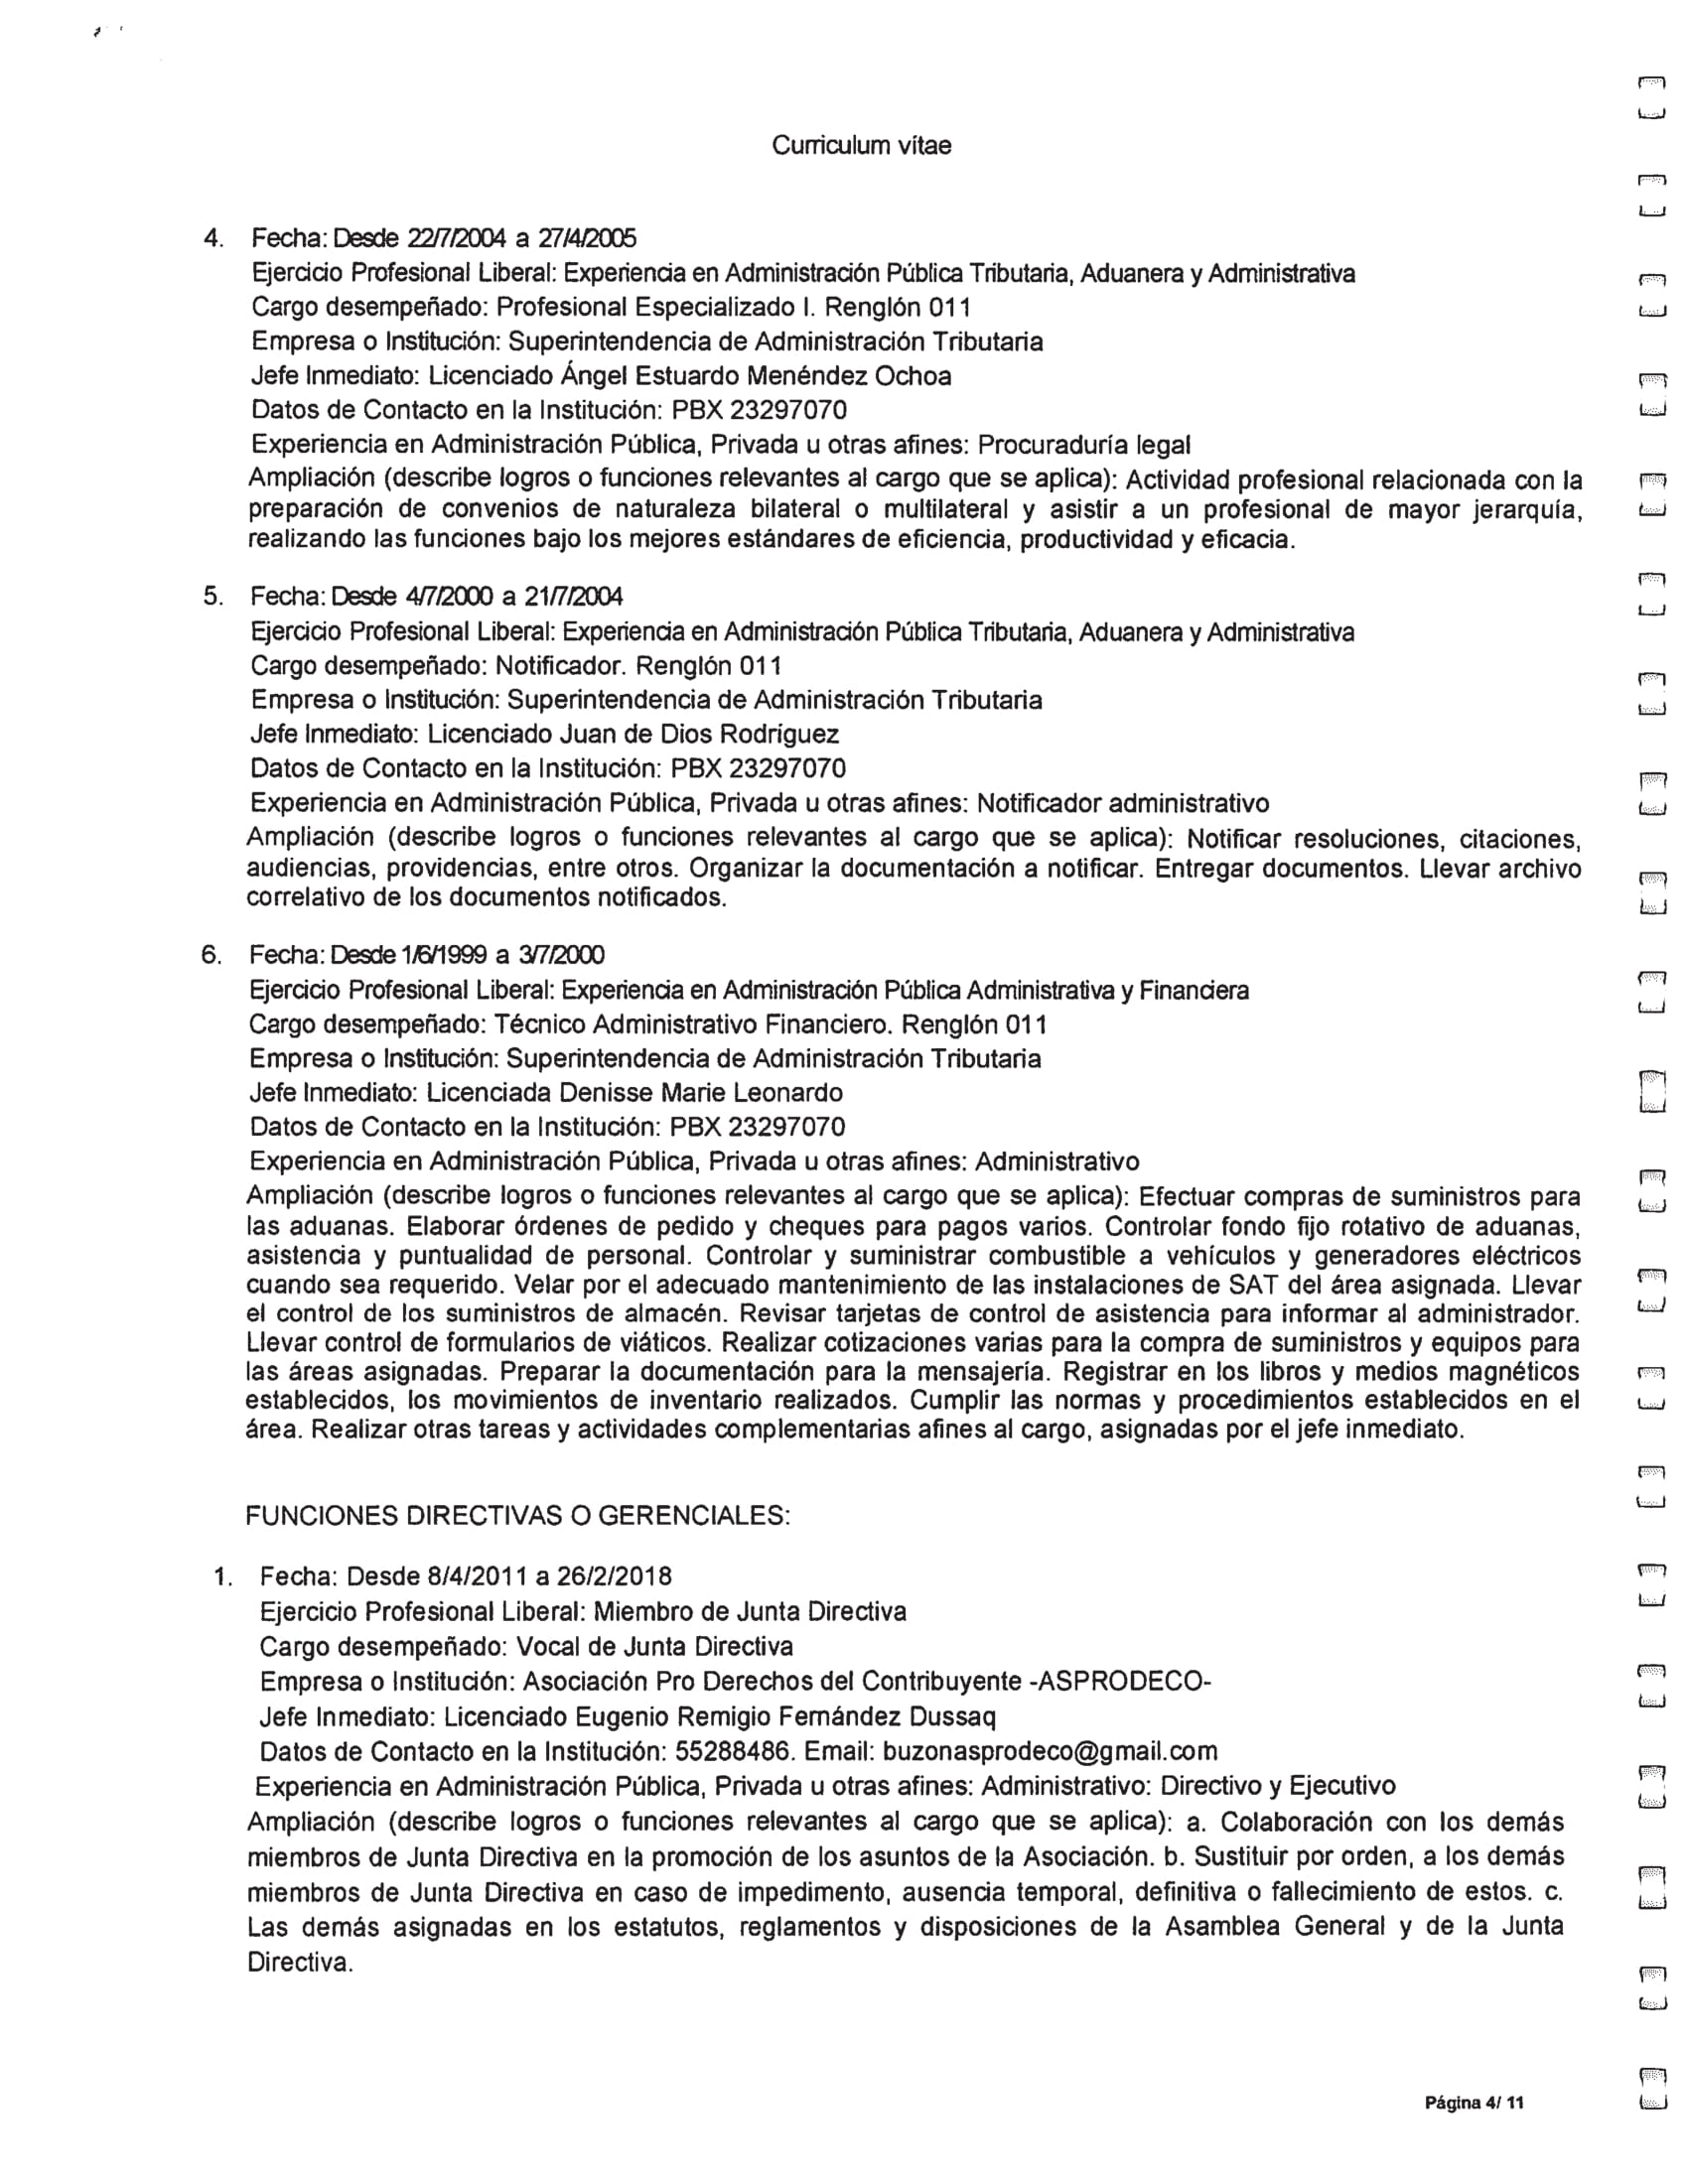 Curriculum vítae
4. Fecha: Desde 22/7/2004 a 27/4/2005
Ejercicio Profesional Liberal: Experiencia en Administración Pública Tributaria, Aduanera y Administrativa
Cargo desempeñado: Profesional Especializado I. Renglón 011
Empresa o Institución: Superintendencia de Administración Tributaria
Jefe Inmediato: Licenciado Ángel Estuardo Menéndez Ochoa
Datos de Contacto en la Institución: PBX 23297070
Experiencia en Administración Pública, Privada u otras afines: Procuraduría legal
Ampliación (describe logros o funciones relevantes al cargo que se aplica): Actividad profesional relacionada con la
preparación de convenios de naturaleza bilateral o multilateral y asistir a un profesional de mayor jerarquía,
realizando las funciones bajo los mejores estándares de eficiencia, productividad y eficacia.
5. Fecha: Desde 4/7/2000 a 21/7/2004
Ejercicio Profesional Liberal: Experiencia en Administración Pública Tributaria, Aduanera y Administrativa
Cargo desempeñado: Notificador. Renglón 011
Empresa o Institución: Superintendencia de Administración Tributaria
Jefe Inmediato: Licenciado Juan de Dios Rodríguez
Datos de Contacto en la Institución: PBX 23297070
Experiencia en Administración Pública, Privada u otras afines: Notificador administrativo
Ampliación (describe logros o funciones relevantes al cargo que se aplica): Notificar resoluciones, citaciones,
audiencias, providencias, entre otros. Organizar la documentación a notificar. Entregar documentos. Llevar archivo
correlativo de los documentos notificados.
6. Fecha: Desde 1/6/1999 a 3/7/2000
Ejercicio Profesional Liberal: Experiencia en Administración Pública Administrativa y Financiera
Cargo desempeñado: Técnico Administrativo Financiero. Renglón 011
Empresa o Institución: Superintendencia de Administración Tributaria
Jefe Inmediato: Licenciada Denisse Marie Leonardo
Datos de Contacto en la Institución: PBX 23297070
Experiencia en Administración Pública, Privada u otras afines: Administrativo
Ampliación (describe logros o funciones relevantes al cargo que se aplica): Efectuar compras de suministros para
las aduanas. Elaborar órdenes de pedido y cheques para pagos varios. Controlar fondo fijo rotativo de aduanas,
asistencia y puntualidad de personal. Controlar y suministrar combustible a vehículos y generadores eléctricos
cuando sea requerido. Velar por el adecuado mantenimiento de las instalaciones de SAT del área asignada. Llevar
el control de los suministros de almacén. Revisar tarjetas de control de asistencia para informar al administrador.
Llevar control de formularios de viáticos. Realizar cotizaciones varias para la compra de suministros y equipos para
las áreas asignadas. Preparar la documentación para la mensajería. Registrar en los libros y medios magnéticos
establecidos, los movimientos de inventario realizados. Cumplir las normas y procedimientos establecidos en el
área. Realizar otras tareas y actividades complementarias afines al cargo, asignadas por el jefe inmediato.
FUNCIONES DIRECTIVAS O GERENCIALES:
1. Fecha: Desde 8/4/2011 a 26/2/2018
Ejercicio Profesional Liberal: Miembro de Junta Directiva
Cargo desempeñado: Vocal de Junta Directiva
Empresa o Institución: Asociación Pro Derechos del Contribuyente -ASPRODECO-
Jefe Inmediato: Licenciado Eugenio Remigio Fernández Dussaq
Datos de Contacto en la Institución: 55288486. Email: buzonasprodeco@gmail.com
Experiencia en Administración Pública, Privada u otras afines: Administrativo: Directivo y Ejecutivo
Ampliación (describe logros o funciones relevantes al cargo que se aplica): a. Colaboración con los demás
miembros de Junta Directiva en la promoción de los asuntos de la Asociación. b. Sustituir por orden, a los demás
miembros de Junta Directiva en caso de impedimento, ausencia temporal, definitiva o fallecimiento de estos. c.
Las demás asignadas en los estatutos, reglamentos y disposiciones de la Asamblea General y de la Junta
Directiva.
Página 4/ 11